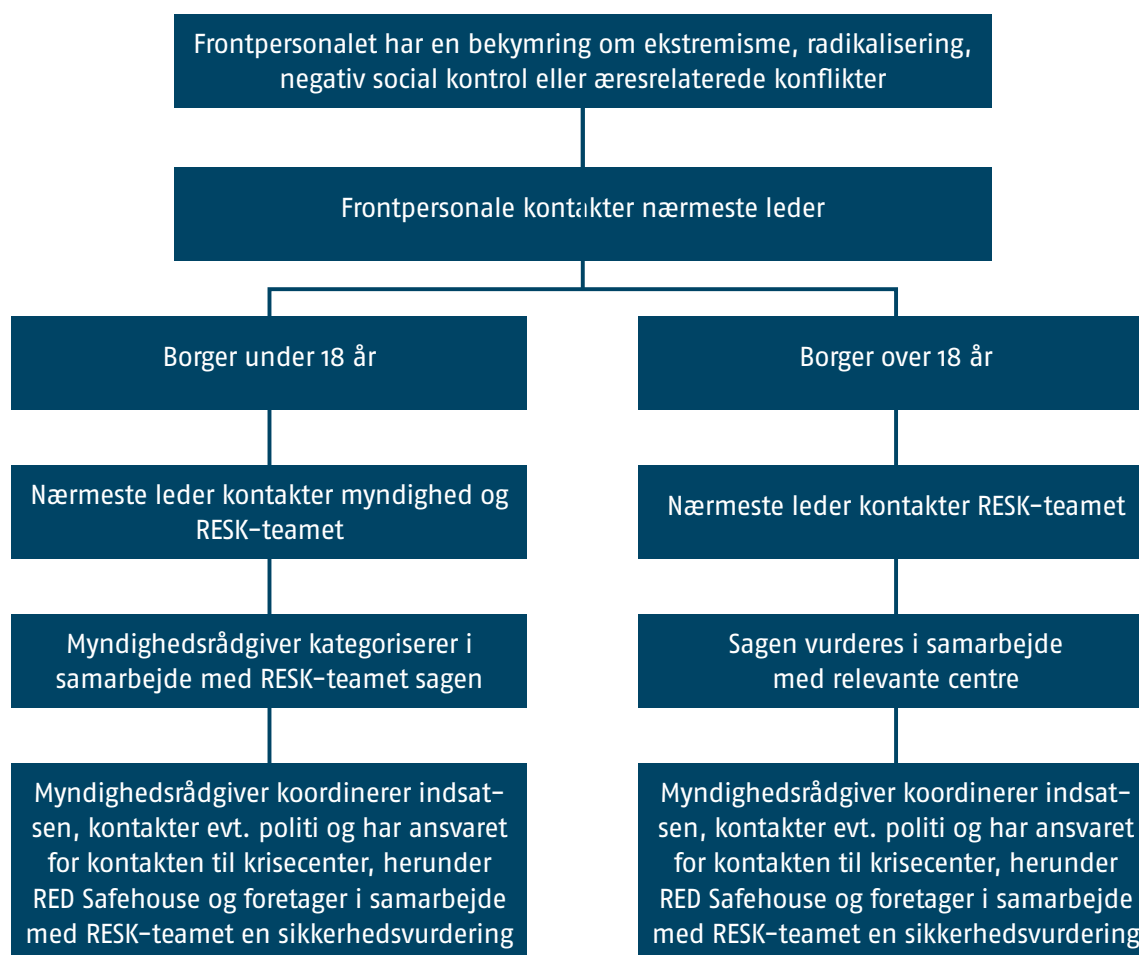 Frontpersonalet har en bekymring om ekstremisme, radikalisering,
negativ social kontrol eller æresrelaterede konflikter
Frontpersonale kontakter nærmeste leder
Borger under 18 år
Borger over 18 år
Nærmeste leder kontakter myndighed og
RESK-teamet
Nærmeste leder kontakter RESK-teamet
Myndighedsrådgiver kategoriserer i
samarbejde med RESK-teamet sagen
Sagen vurderes i samarbejde
med relevante centre
Myndighedsrådgiver koordinerer indsat-
sen, kontakter evt. politi og har ansvaret
for kontakten til krisecenter, herunder
RED Safehouse og foretager i samarbejde
med RESK-teamet en sikkerhedsvurdering
Myndighedsrådgiver koordinerer indsat-
sen, kontakter evt. politi og har ansvaret
for kontakten til krisecenter, herunder
RED Safehouse og foretager i samarbejde
med RESK-teamet en sikkerhedsvurdering